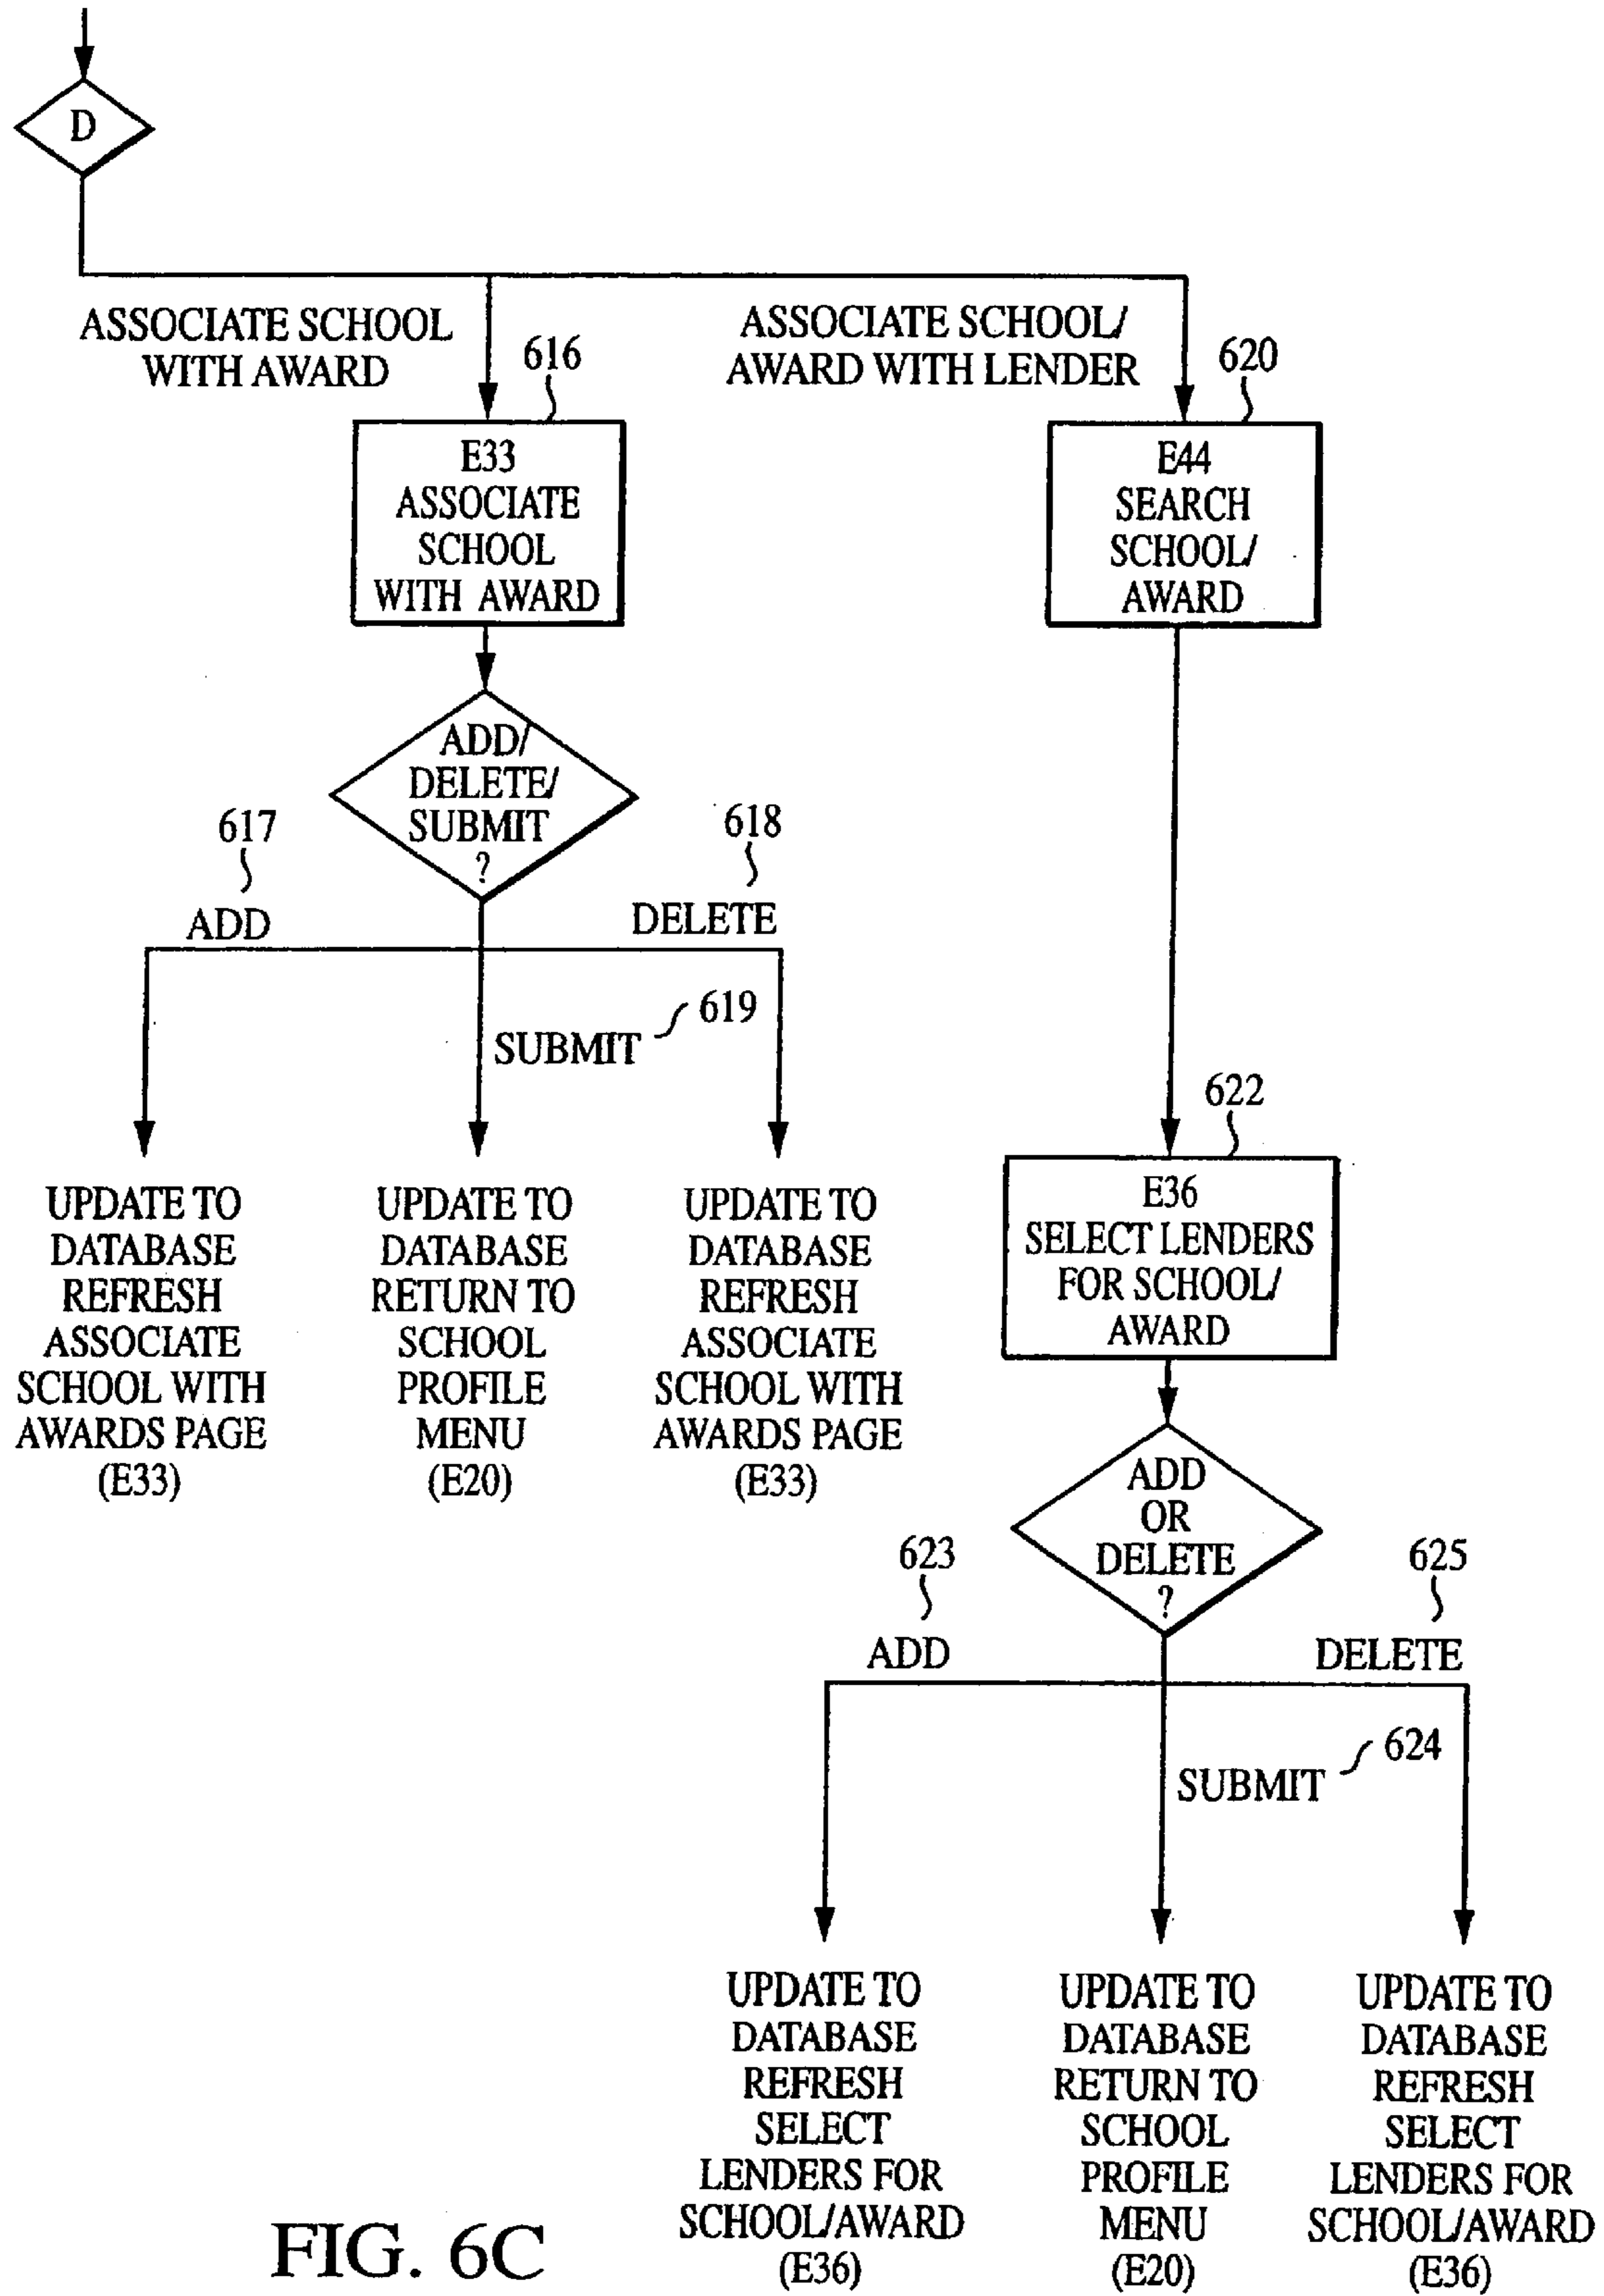 D
ASSOCIATE SCHOOL
WITH AWARD
616
E33
ASSOCIATE
SCHOOL
WITH AWARD
ADD/
DELETE/
SUBMIT
?
617
ADD
618
DELETE
619
SUBMIT
UPDATE TO
DATABASE
REFRESH
ASSOCIATE
SCHOOL WITH
AWARDS PAGE
(E33)
UPDATE TO
DATABASE
RETURN TO
SCHOOL
PROFILE
MENU
(E20)
UPDATE TO
DATABASE
REFRESH
ASSOCIATE
SCHOOL WITH
AWARDS PAGE
(E33)
ASSOCIATE SCHOOL/
AWARD WITH LENDER
620
E44
SEARCH
SCHOOL/
AWARD
622
E36
SELECT LENDERS
FOR SCHOOL/
AWARD
ADD
OR
DELETE
?
623
ADD
625
DELETE
624
SUBMIT
UPDATE TO
DATABASE
REFRESH
SELECT
LENDERS FOR
SCHOOL/AWARD
(E36)
UPDATE TO
DATABASE
RETURN TO
SCHOOL
PROFILE
MENU
(E20)
UPDATE TO
DATABASE
REFRESH
SELECT
LENDERS FOR
SCHOOL/AWARD
(E36)
FIG. 6C